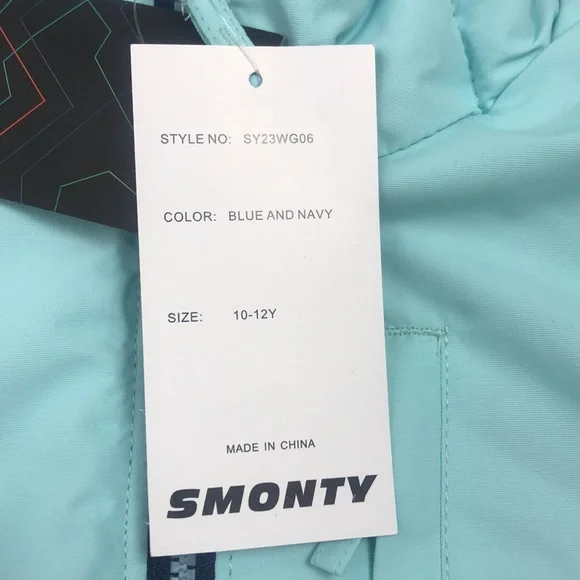 STYLE NO: SY23WG06
COLOR: BLUE AND NAVY
SIZE: 10-12Y
MADE IN CHINA
SMONTY